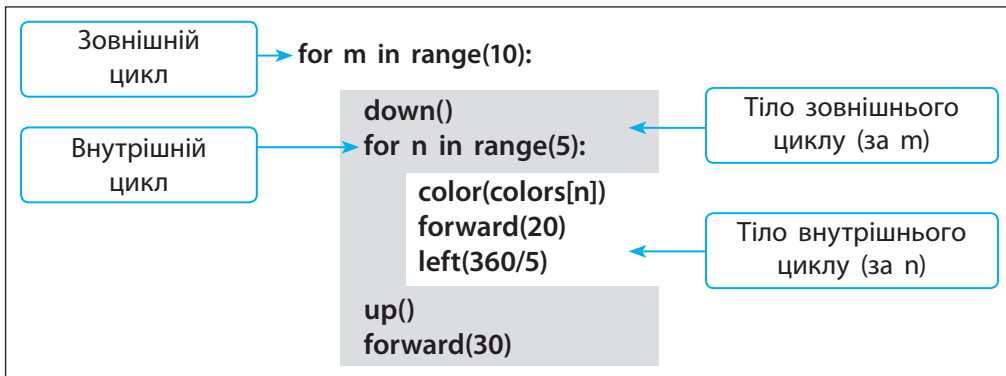 Зовнішній
цикл
for m in range(10):
down()
for n in range(5):
Внутрішній
цикл
Тіло зовнішнього
циклу (за m)
color(colors[n])
forward(20)
left(360/5)
Тіло внутрішнього
циклу (за n)
up()
forward(30)